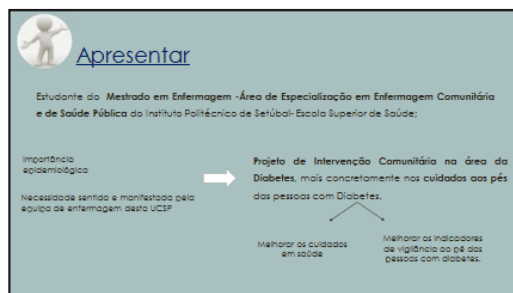 Apresentar
Estudante do Mestrado em Enfermagem -Área de Especialização em Enfermagem Comunitária
e de Saúde Pública do Instituto Politécnico de Setúbal- Escola Superior de Saúde;
Importância
epidemiológica
Necessidade sentida e manifestada pela
equipa de enfermagem desta UCSP
Projeto de Intervenção Comunitária na área da
Diabetes, mais concretamente nos cuidados aos pés
das pessoas com Diabetes.
Melhorar os cuidados
em saúde
Melhorar os indicadores
de vigilância ao pé das
pessoas com diabetes.